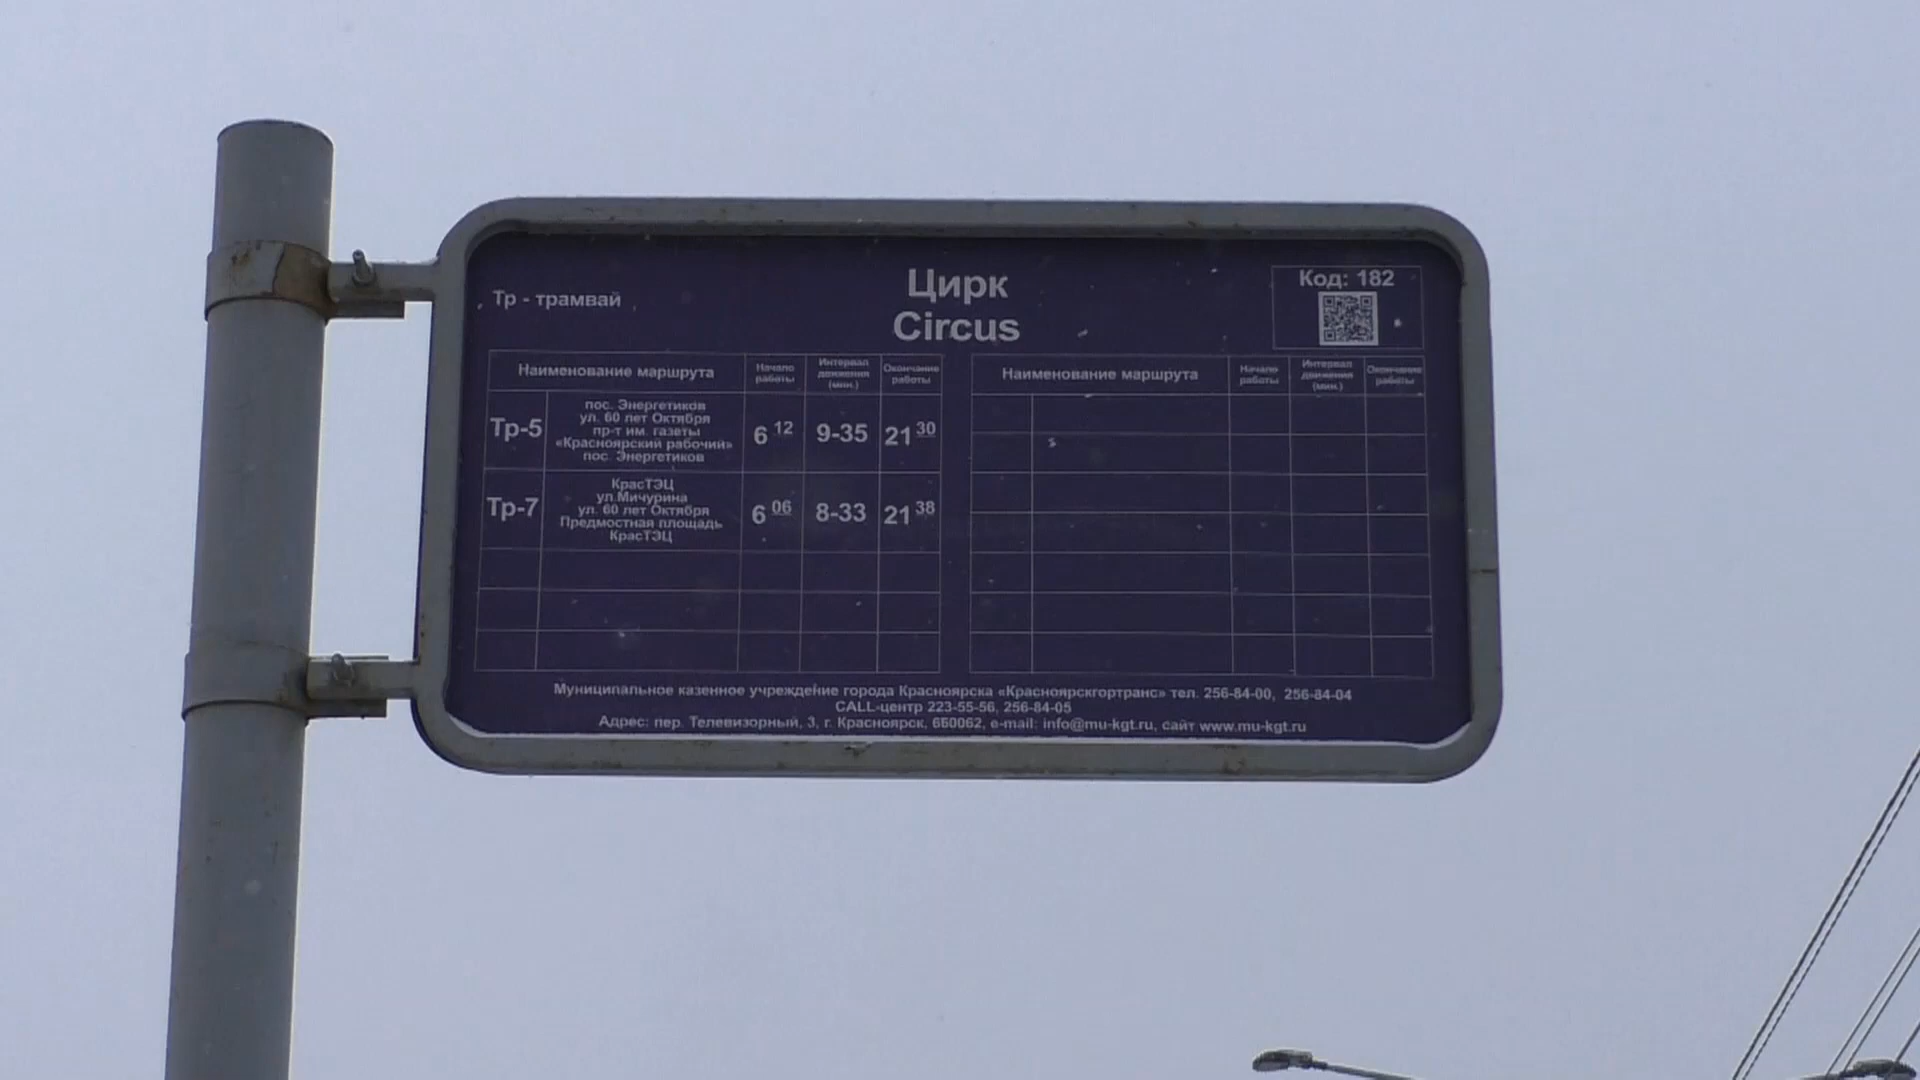 Тр - трамвай
Цирк
Circus
Код: 182
Наименование маршрута
Начало работы
Интервал движения (мин.)
Окончание работы
Тр-5
пос. Энергетиков
ул. 60 лет Октября
пр-т им. газеты
«Красноярский рабочий»
пос. Энергетиков
6 12
9-35
21 30
Тр-7
КрасТЭЦ
ул.Мичурина
ул. 60 лет Октября
Предмостная площадь
КрасТЭЦ
6 06
8-33
21 38
Наименование маршрута
Начало работы
Интервал движения (мин.)
Окончание работы
Муниципальное казенное учреждение города Красноярска «Красноярскгортранс» тел. 256-84-00, 256-84-04
CALL-центр 223-55-56, 256-84-05
Адрес: пер. Телевизорный, 3, г. Красноярск, 660062, e-mail: info@mu-kgt.ru, сайт www.mu-kgt.ru